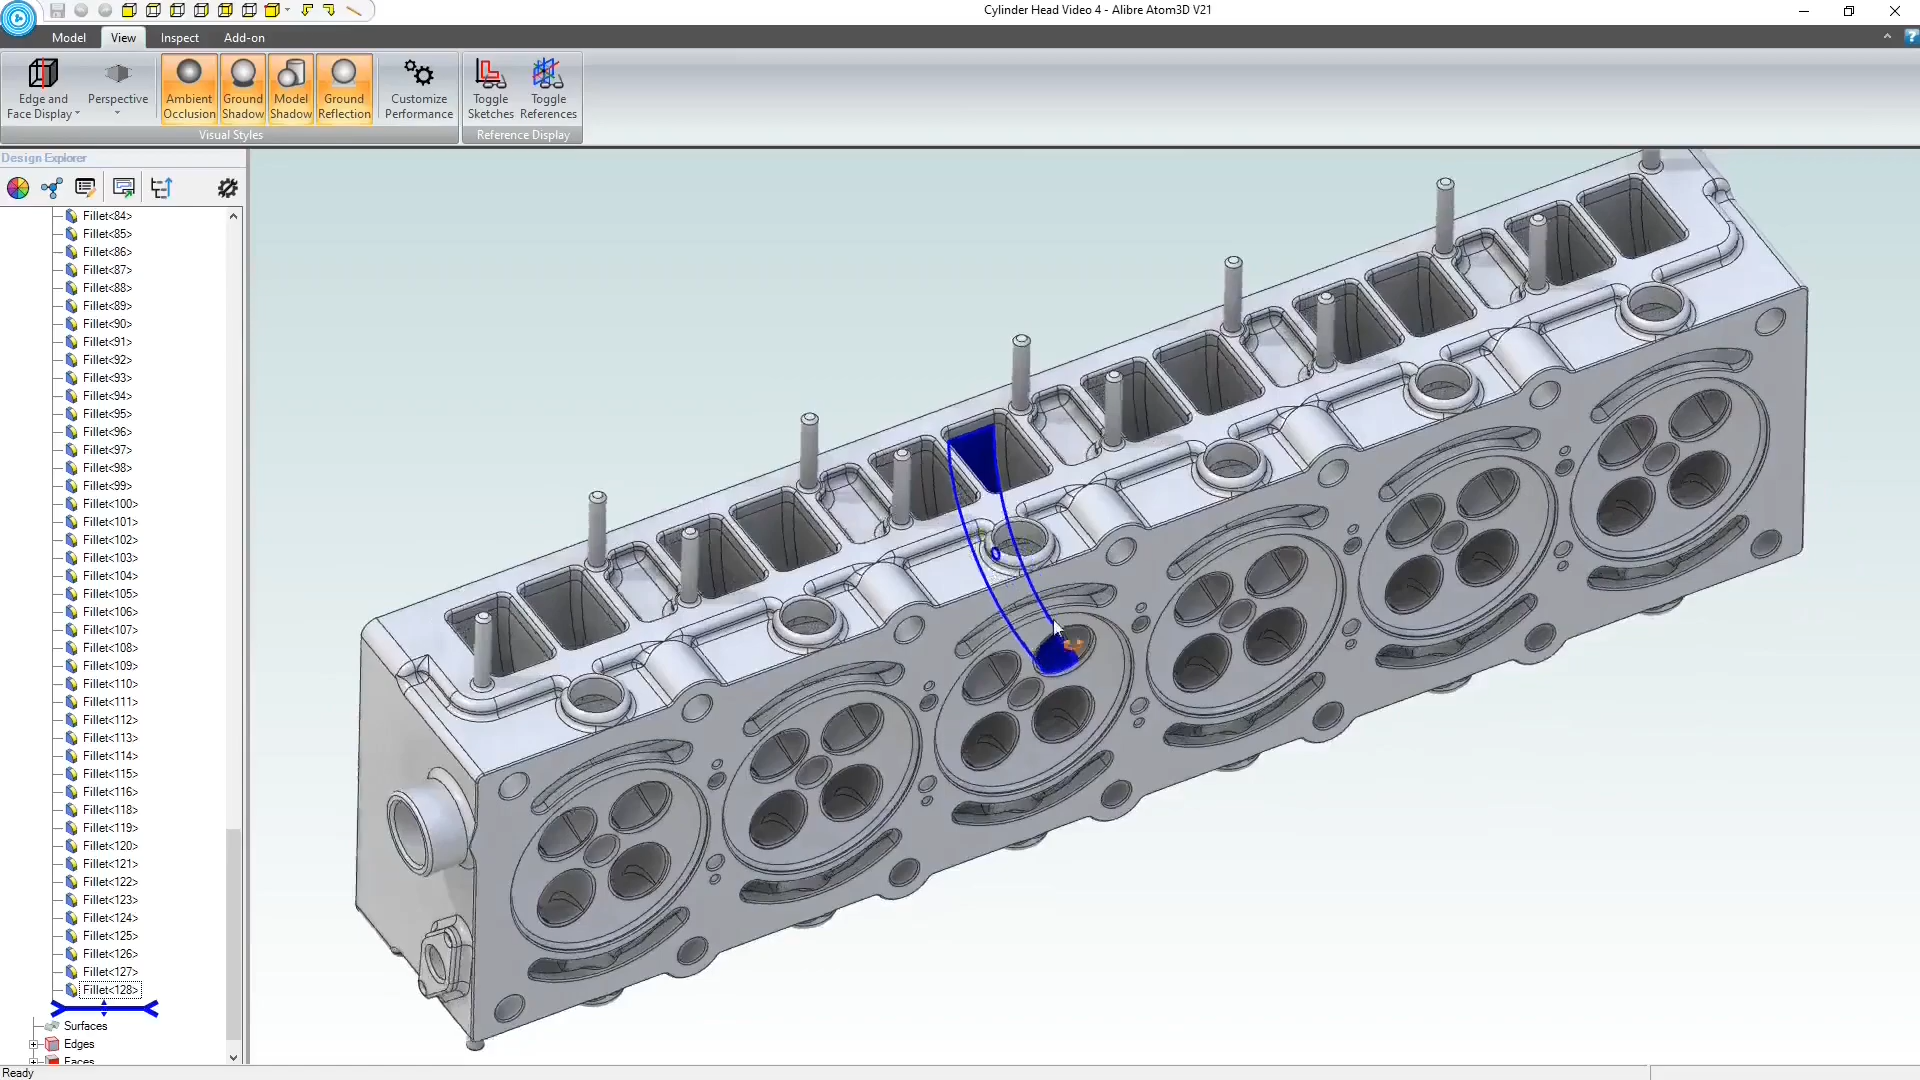 Cylinder Head Video 4 - Alibre Atom3D V21
Model
View
Inspect
Add-on
Edge and
Face Display
Perspective
Ambient
Occlusion
Ground
Shadow
Model
Shadow
Ground
Reflection
Customize
Performance
Toggle
Sketches
Toggle
References
Visual Styles
Reference Display
Design Explorer
Fillet<84>
Fillet<85>
Fillet<86>
Fillet<87>
Fillet<88>
Fillet<89>
Fillet<90>
Fillet<91>
Fillet<92>
Fillet<93>
Fillet<94>
Fillet<95>
Fillet<96>
Fillet<97>
Fillet<98>
Fillet<99>
Fillet<100>
Fillet<101>
Fillet<102>
Fillet<103>
Fillet<104>
Fillet<105>
Fillet<106>
Fillet<107>
Fillet<108>
Fillet<109>
Fillet<110>
Fillet<111>
Fillet<112>
Fillet<113>
Fillet<114>
Fillet<115>
Fillet<116>
Fillet<118>
Fillet<119>
Fillet<120>
Fillet<121>
Fillet<122>
Fillet<123>
Fillet<124>
Fillet<125>
Fillet<126>
Fillet<127>
Fillet<128>
Surfaces
Edges
Faces
Ready